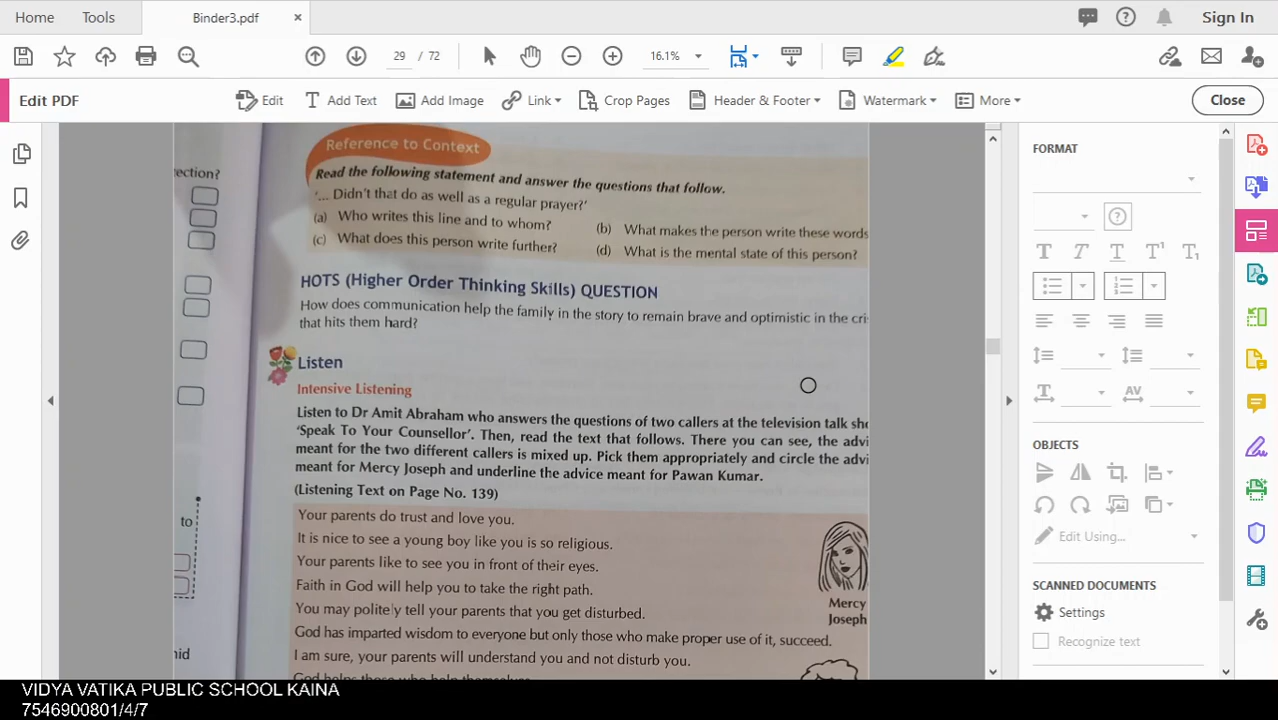 Home Tools Binder3.pdf × Sign In
29 / 72 16.1%
Edit PDF Edit Add Text Add Image Link Crop Pages Header & Footer Watermark More Close
Reference to Context
Read the following statement and answer the questions that follow.
'... Didn't that do as well as a regular prayer?'
(a) Who writes this line and to whom? (b) What makes the person write these words
(c) What does this person write further? (d) What is the mental state of this person?
HOTS (Higher Order Thinking Skills) QUESTION
How does communication help the family in the story to remain brave and optimistic in the cri
that hits them hard?
Listen
Intensive Listening
Listen to Dr Amit Abraham who answers the questions of two callers at the television talk sho
'Speak To Your Counsellor'. Then, read the text that follows. There you can see, the advi
meant for the two different callers is mixed up. Pick them appropriately and circle the advi
meant for Mercy Joseph and underline the advice meant for Pawan Kumar.
(Listening Text on Page No. 139)
Your parents do trust and love you.
It is nice to see a young boy like you is so religious.
Your parents like to see you in front of their eyes.
Faith in God will help you to take the right path.
You may politely tell your parents that you get disturbed.
God has imparted wisdom to everyone but only those who make proper use of it, succeed.
I am sure, your parents will understand you and not disturb you.
God helps those who help themselves
Mercy
Joseph
ection?
to
nid
FORMAT
OBJECTS
Edit Using...
SCANNED DOCUMENTS
Settings
Recognize text
VIDYA VATIKA PUBLIC SCHOOL KAINA
7546900801/4/7